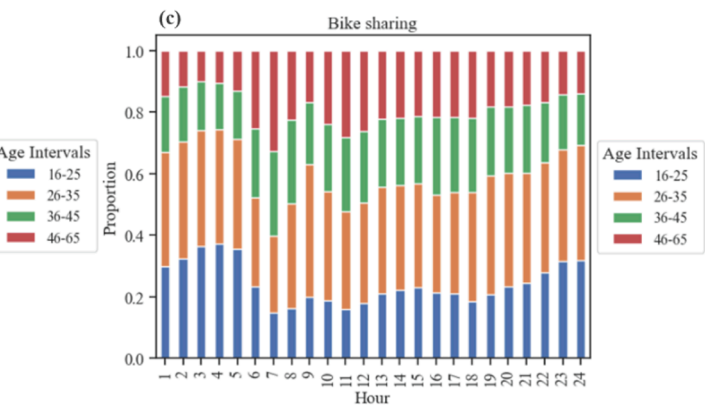 (c)
Bike sharing
1.0
0.8
0.6
0.4
0.2
0.0
Proportion
1 2 3 4 5 6 7 8 9 10 11 12 13 14 15 16 17 18 19 20 21 22 23 24
Hour
Age Intervals
16-25
26-35
36-45
46-65
Age Intervals
16-25
26-35
36-45
46-65